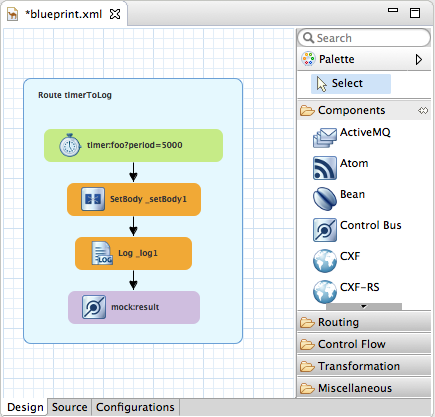 *blueprint.xml
Route timerToLog
timer:foo?period=5000
SetBody _setBody1
Log _log1
LOG
mock:result
Search
Palette
Select
Components
ActiveMQ
Atom
Bean
Control Bus
CXF
CXF-RS
Routing
Control Flow
Transformation
Miscellaneous
Design Source Configurations